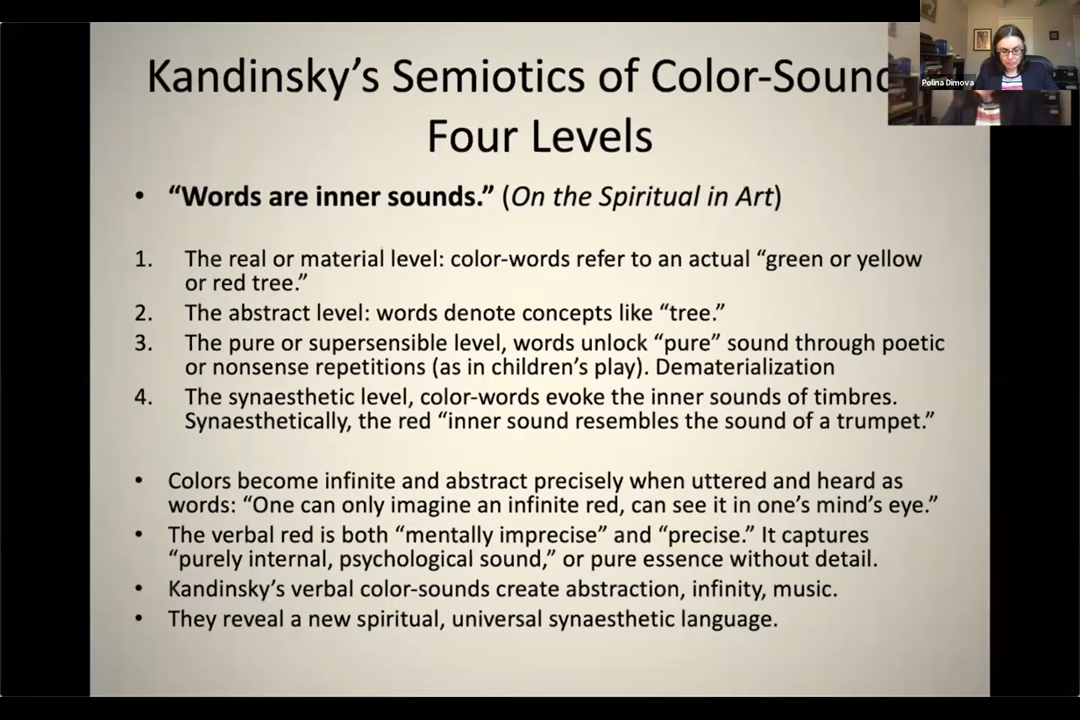 Kandinsky's Semiotics of Color-Sound
Four Levels
Polina Dimova
• "Words are inner sounds." (On the Spiritual in Art)
1. The real or material level: color-words refer to an actual "green or yellow
or red tree."
2. The abstract level: words denote concepts like "tree."
3. The pure or supersensible level, words unlock "pure" sound through poetic
or nonsense repetitions (as in children's play). Dematerialization
4. The synaesthetic level, color-words evoke the inner sounds of timbres.
Synaesthetically, the red "inner sound resembles the sound of a trumpet."
• Colors become infinite and abstract precisely when uttered and heard as
words: "One can only imagine an infinite red, can see it in one's mind's eye."
• The verbal red is both "mentally imprecise" and "precise." It captures
"purely internal, psychological sound," or pure essence without detail.
• Kandinsky's verbal color-sounds create abstraction, infinity, music.
• They reveal a new spiritual, universal synaesthetic language.